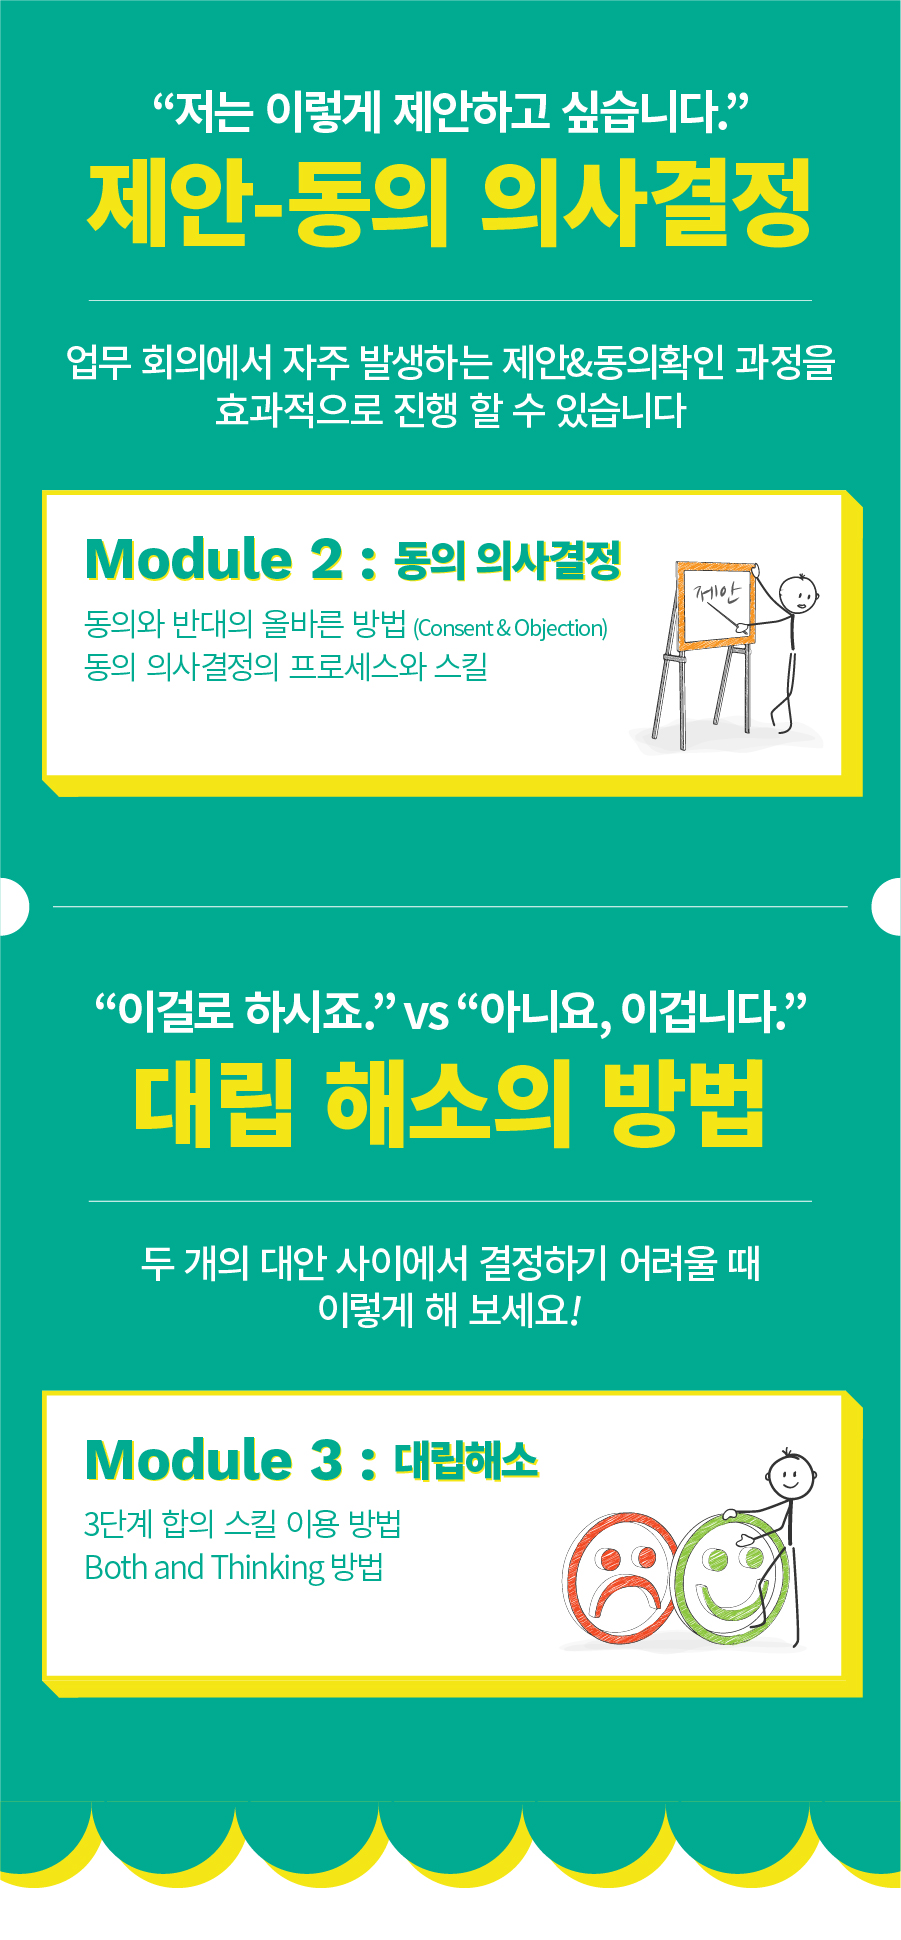 “저는 이렇게 제안하고 싶습니다.”
제안-동의 의사결정
업무 회의에서 자주 발생하는 제안&동의확인 과정을
효과적으로 진행 할 수 있습니다
Module 2 : 동의 의사결정
동의와 반대의 올바른 방법 (Consent & Objection)
동의 의사결정의 프로세스와 스킬
제안
“이걸로 하시죠.” vs “아니요, 이겁니다.”
대립 해소의 방법
두 개의 대안 사이에서 결정하기 어려울 때
이렇게 해 보세요!
Module 3 : 대립해소
3단계 합의 스킬 이용 방법
Both and Thinking 방법